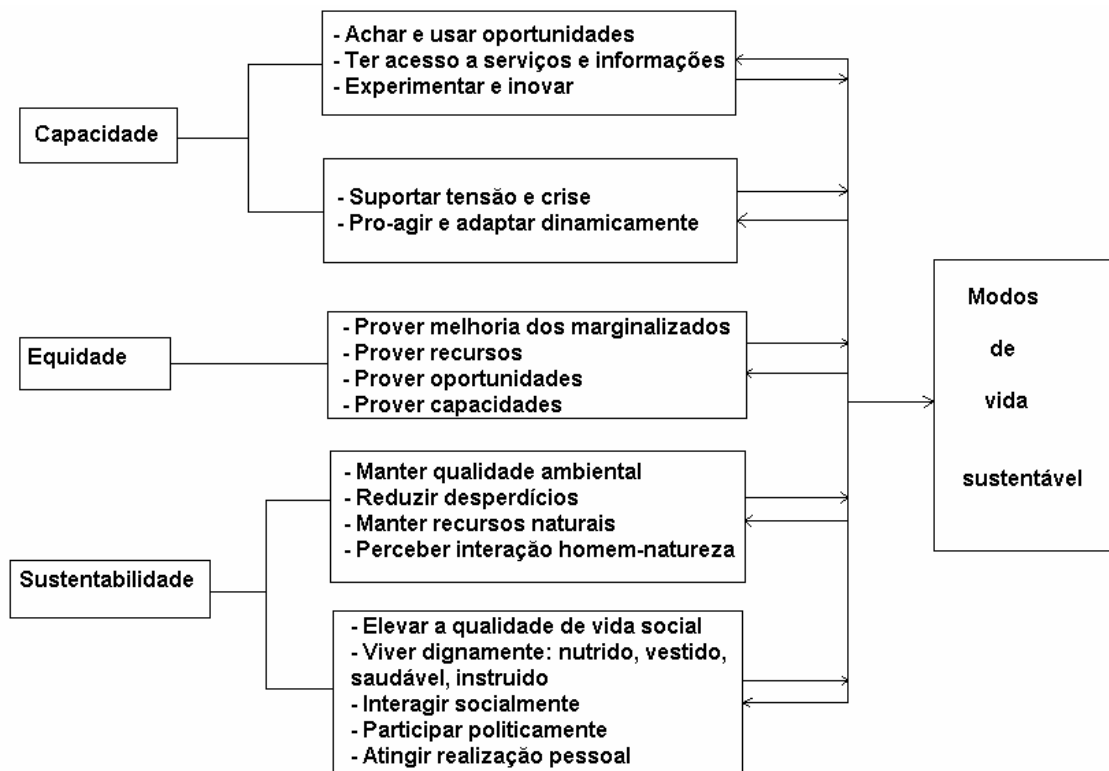 - Achar e usar oportunidades
- Ter acesso a serviços e informações
- Experimentar e inovar
Capacidade
- Suportar tensão e crise
- Pro-agir e adaptar dinamicamente
Equidade
- Prover melhoria dos marginalizados
- Prover recursos
- Prover oportunidades
- Prover capacidades
Sustentabilidade
- Manter qualidade ambiental
- Reduzir desperdícios
- Manter recursos naturais
- Perceber interação homem-natureza
- Elevar a qualidade de vida social
- Viver dignamente: nutrido, vestido,
saudável, instruido
- Interagir socialmente
- Participar politicamente
- Atingir realização pessoal
Modos
de
vida
sustentável